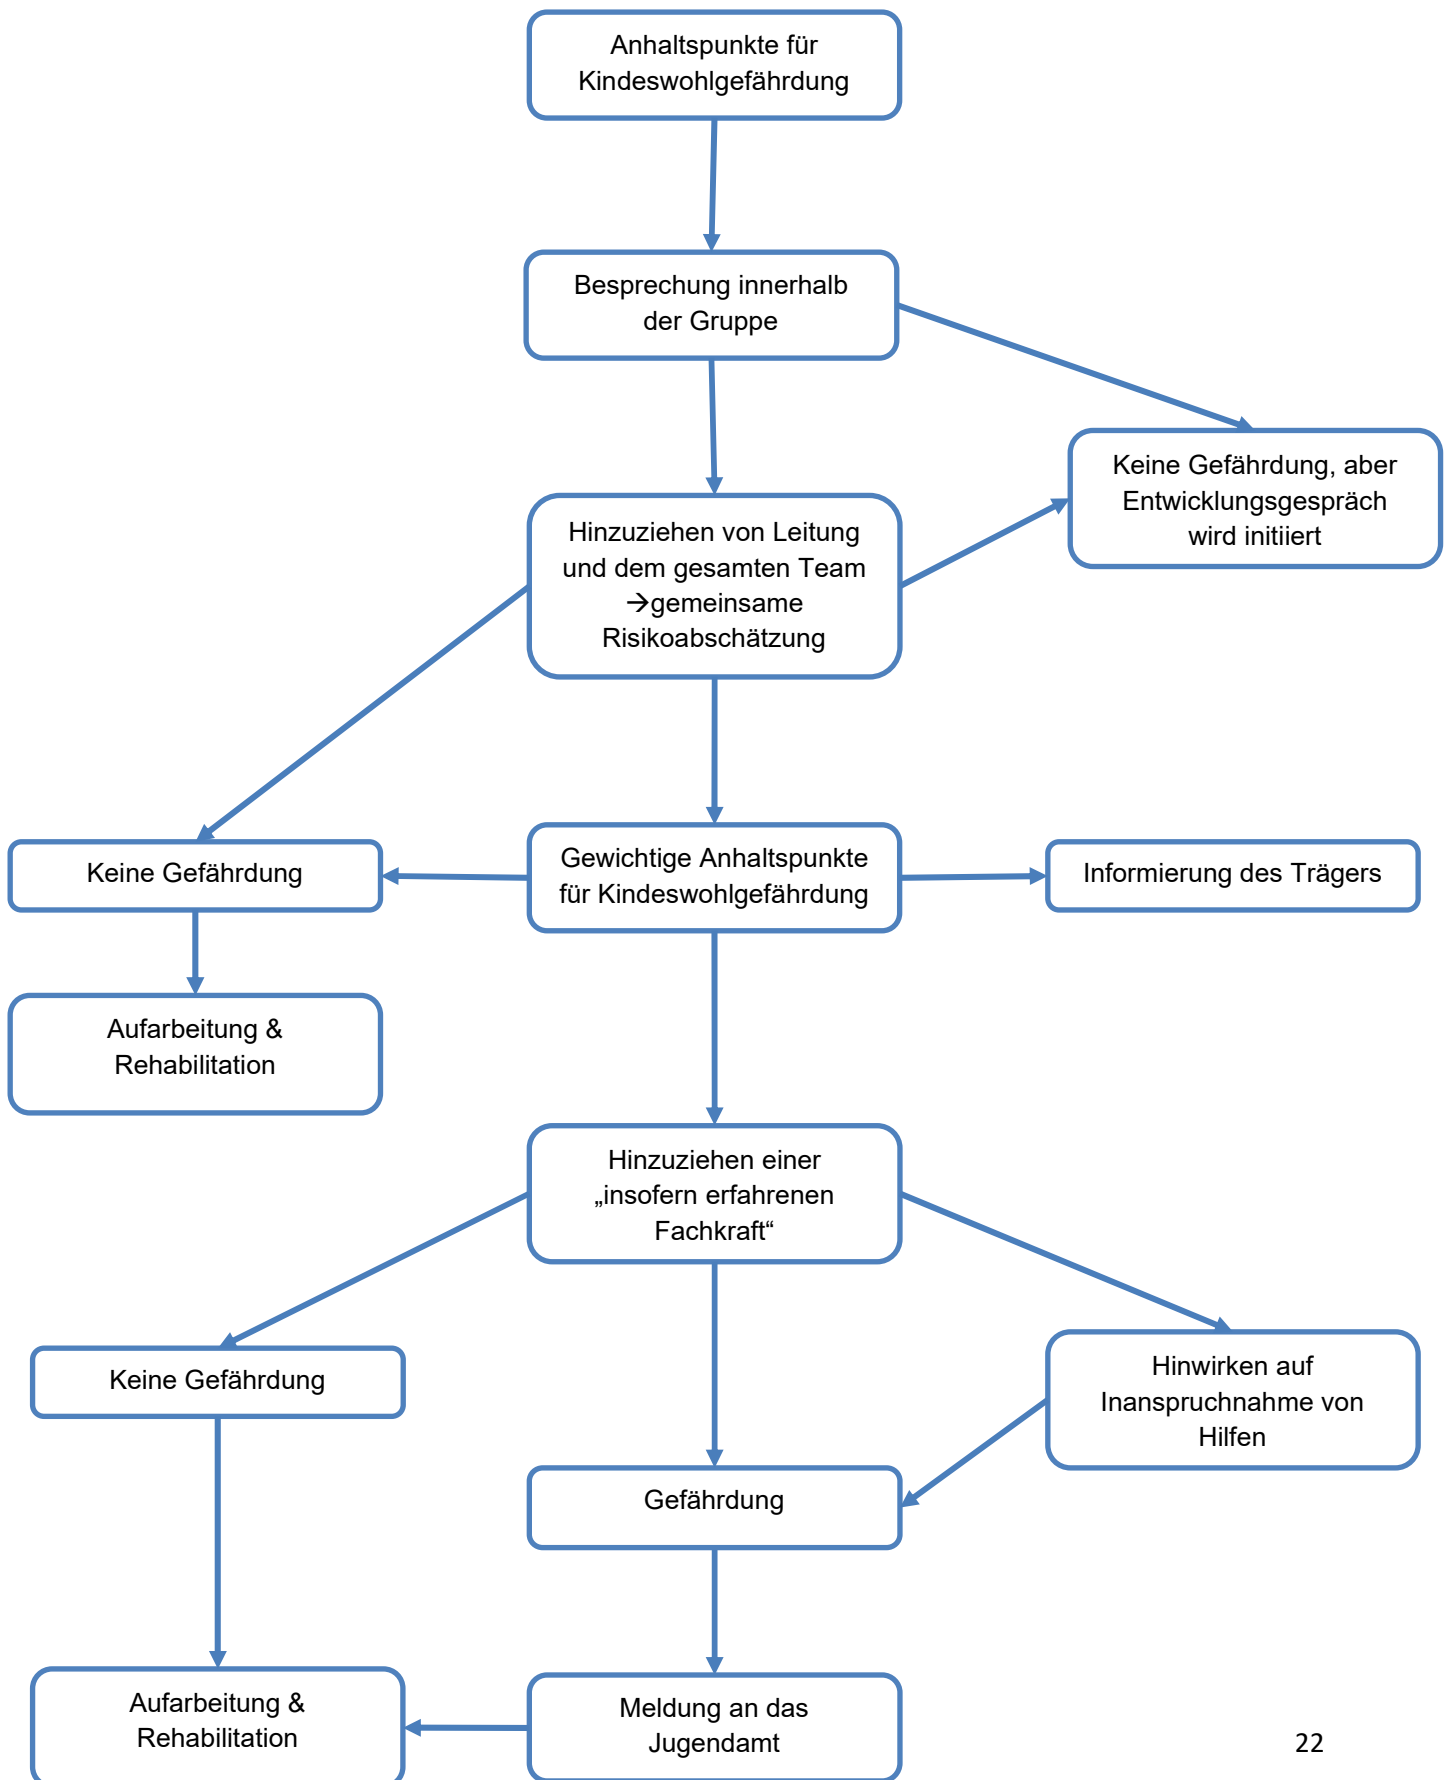 Anhaltspunkte für
Kindeswohlgefährdung
Besprechung innerhalb
der Gruppe
Keine Gefährdung, aber
Entwicklungsgespräch
wird initiiert
Hinzuziehen von Leitung
und dem gesamten Team
→gemeinsame
Risikoabschätzung
Keine Gefährdung
Gewichtige Anhaltspunkte
für Kindeswohlgefährdung
Informierung des Trägers
Aufarbeitung &
Rehabilitation
Hinzuziehen einer
„insofern erfahrenen
Fachkraft“
Keine Gefährdung
Hinwirken auf
Inanspruchnahme von
Hilfen
Gefährdung
Aufarbeitung &
Rehabilitation
Meldung an das
Jugendamt
22